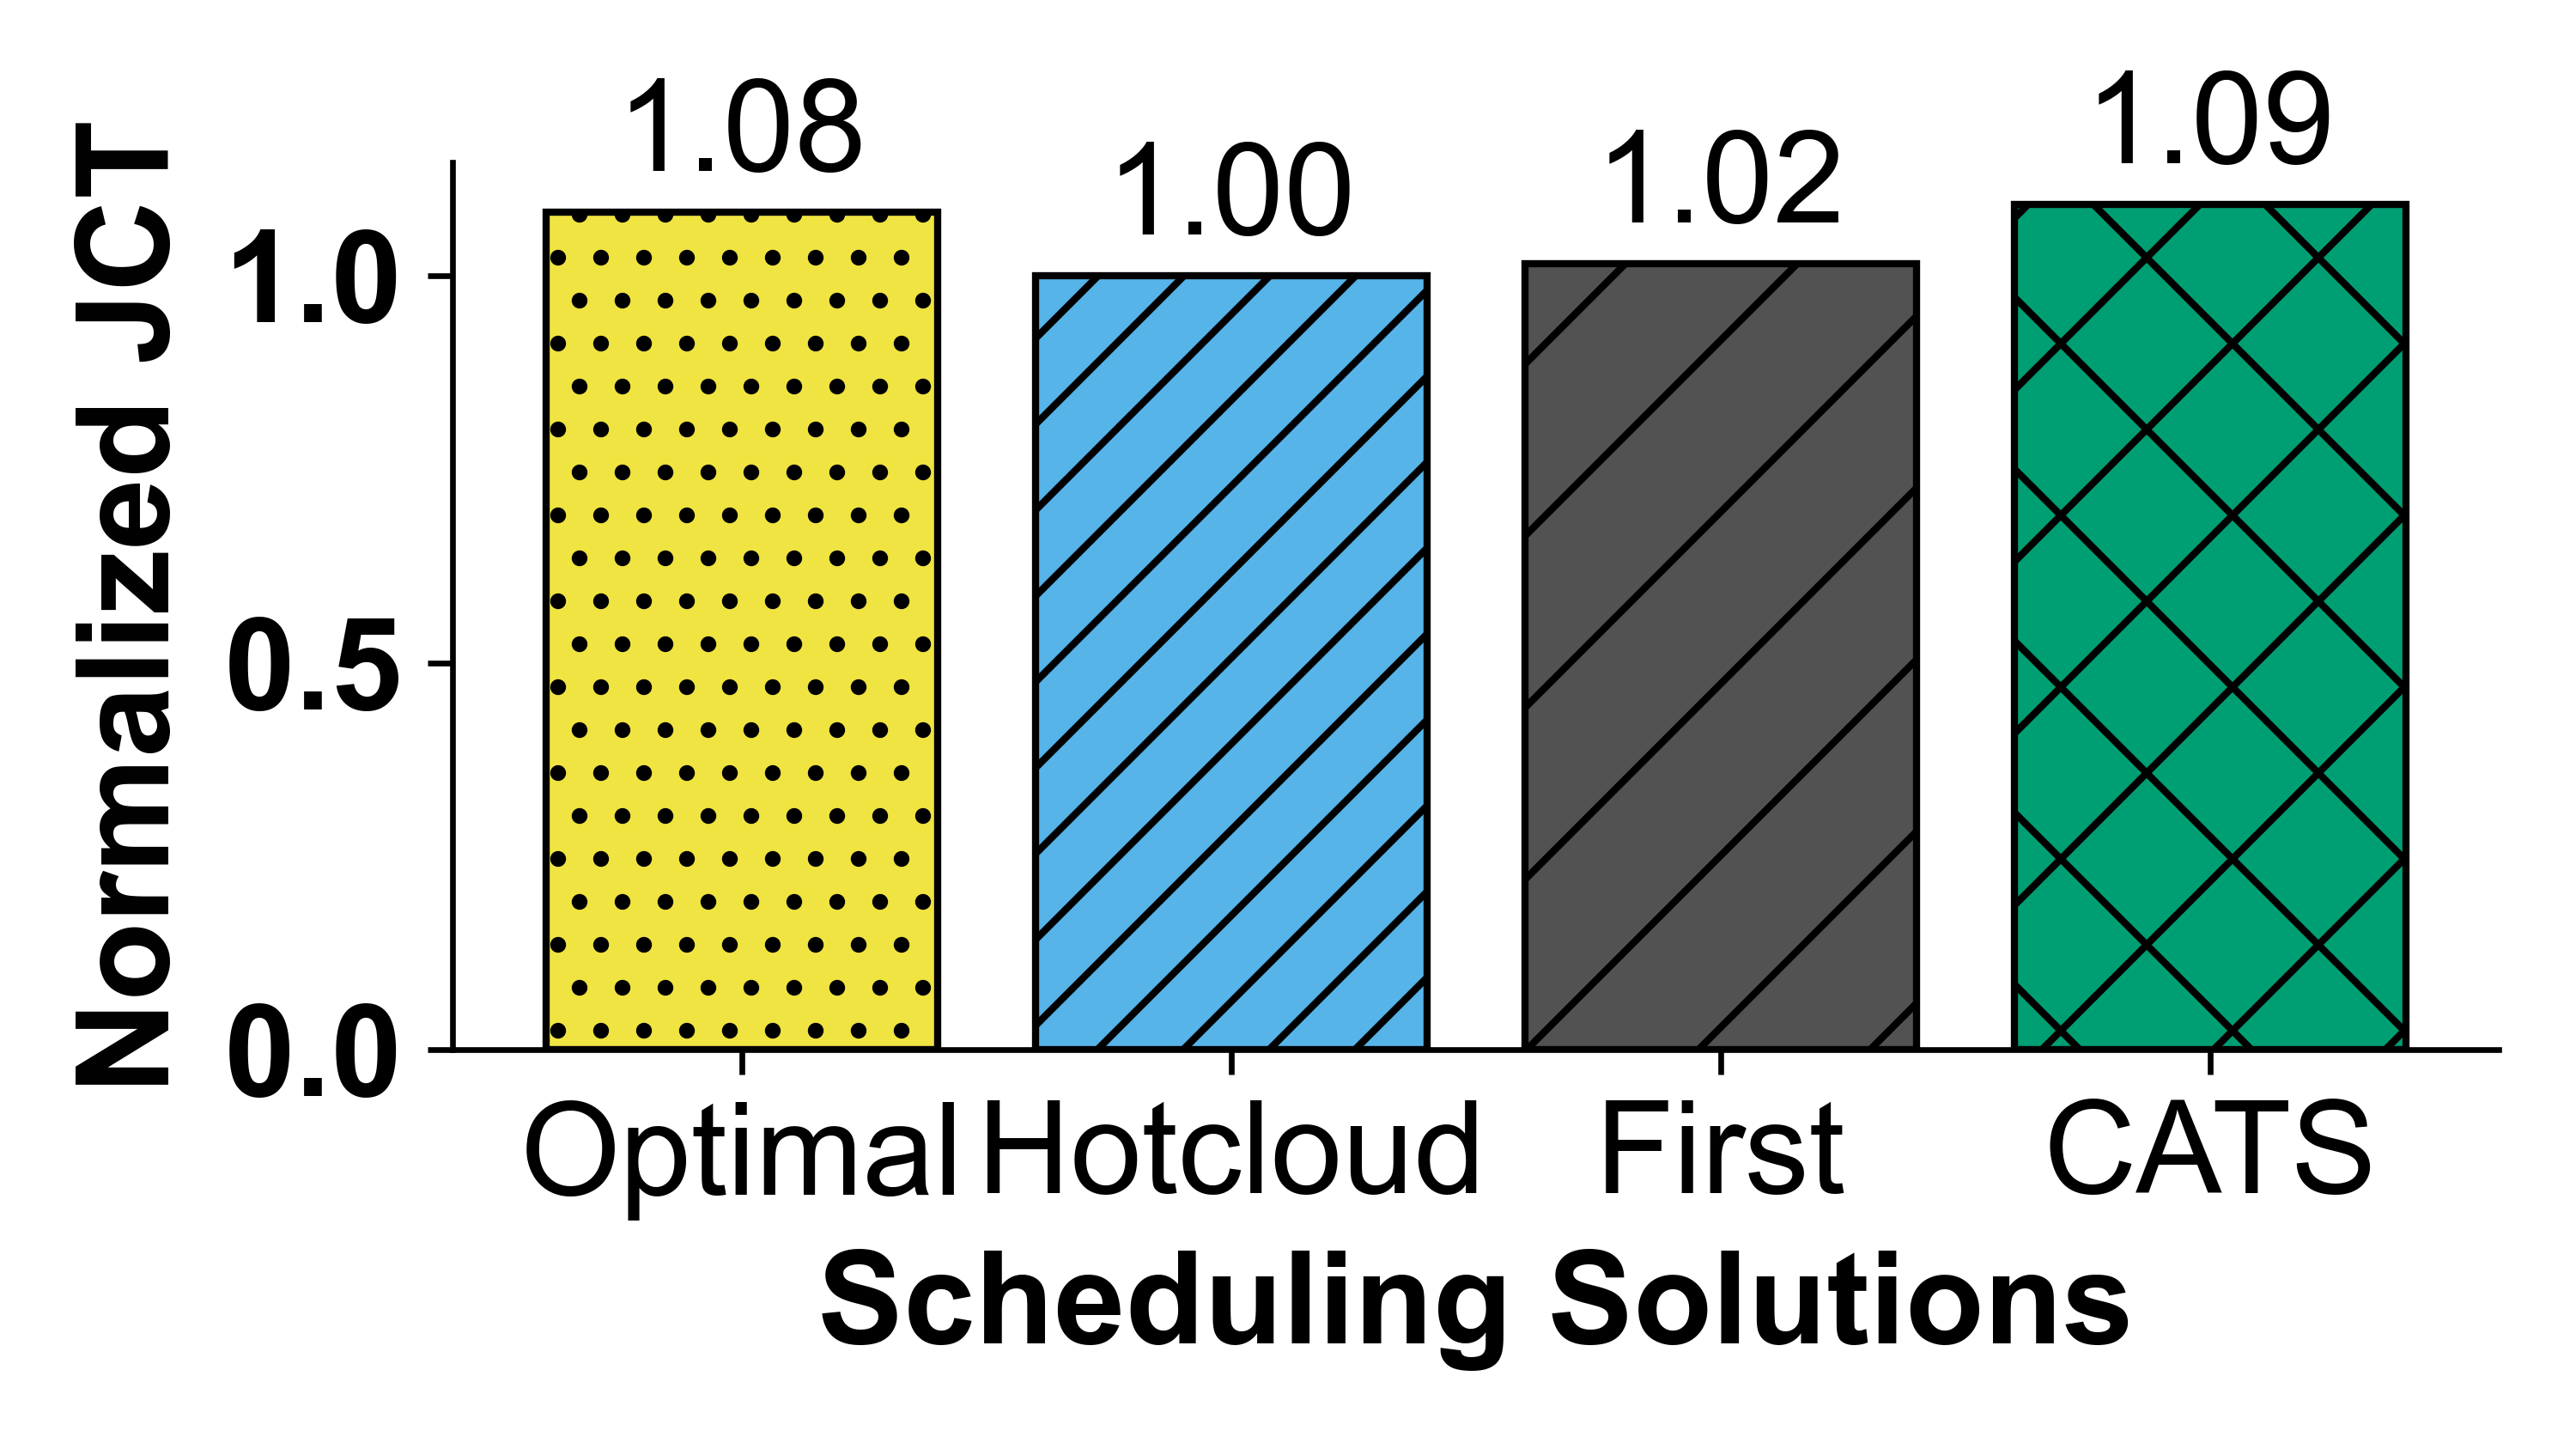 Normalized JCT
1.0
0.5
0.0
1.08
1.00
1.02
1.09
Optimal
Hotcloud
First
CATS
Scheduling Solutions